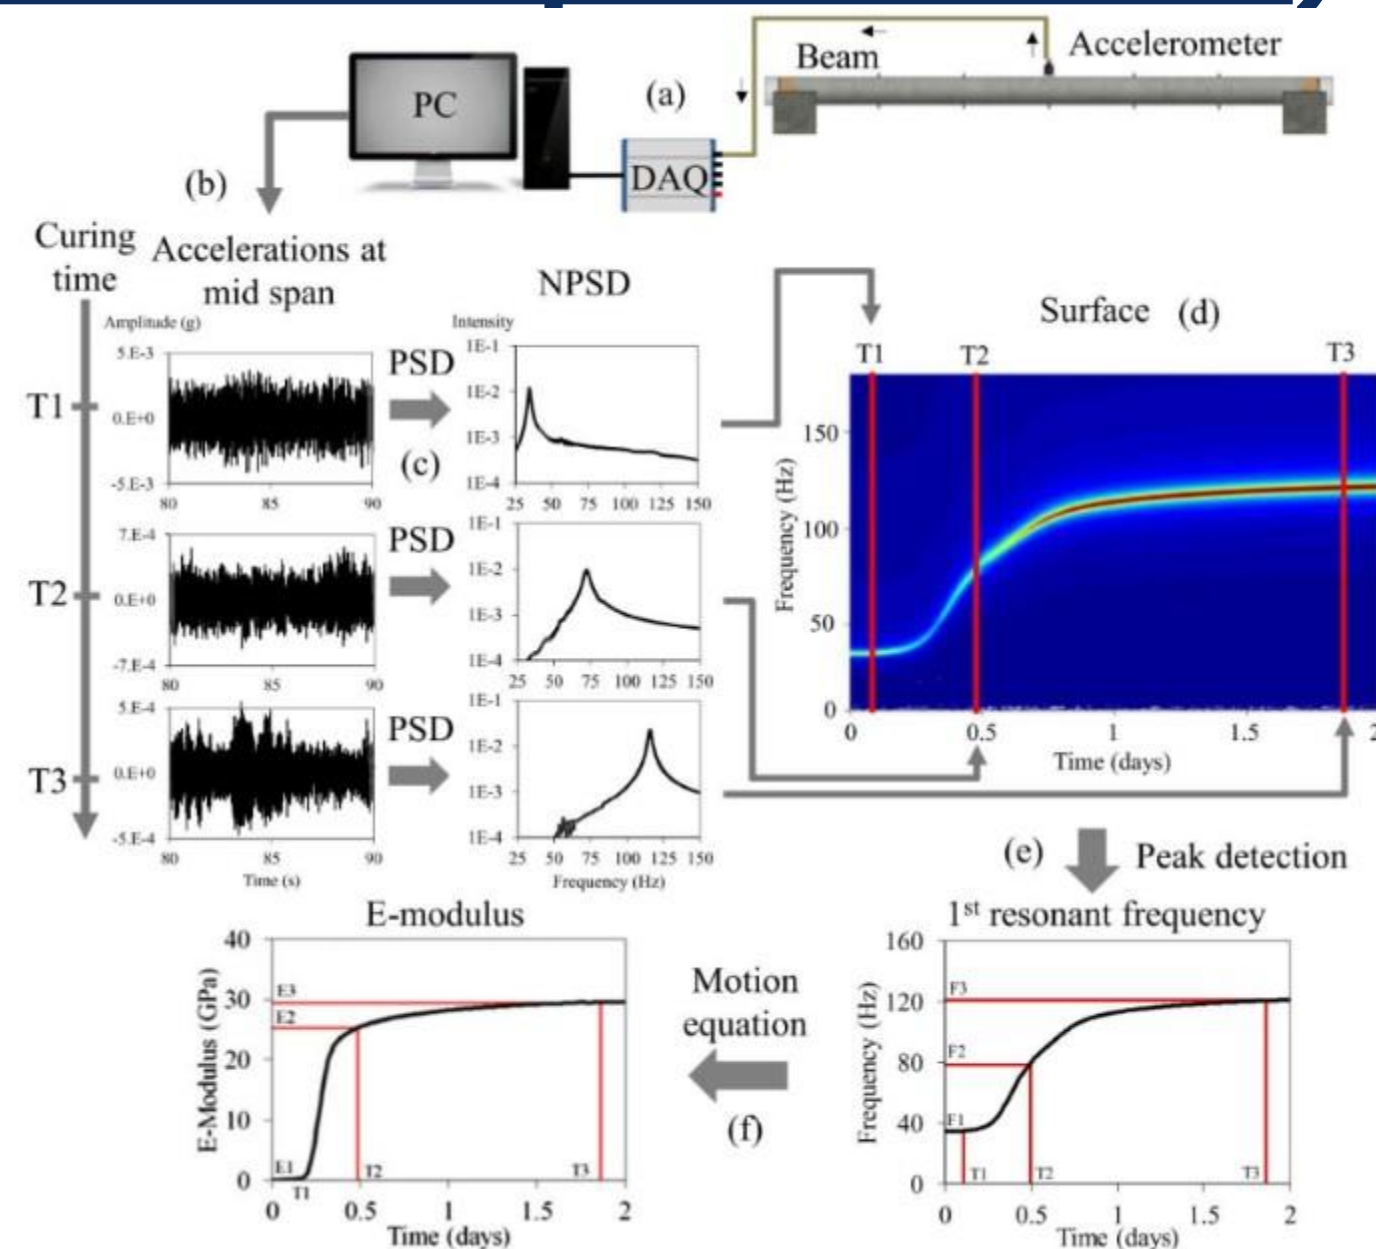 PC
(a)
Beam
Accelerometer
DAQ
(b)
Curing
time
Accelerations at
mid span
NPSD
Surface (d)
Amplitude (g)
Intensity
T1
T2
T3
5.E-3
0.E+0
-5.E-3
80 85 90
PSD
(c)
1E-1
1E-2
1E-3
1E-4
25 50 75 100 125 150
T1
7.E-4
0.E+0
-7.E-4
80 85 90
PSD
1E-1
1E-2
1E-3
1E-4
25 50 75 100 125 150
T2
5.E-4
0.E+0
-5.E-4
80 85 90
Time (s)
PSD
1E-1
1E-2
1E-3
1E-4
25 50 75 100 125 150
Frequency (Hz)
T3
Frequency (Hz)
150
100
50
0
0 0.5 1 1.5 2
Time (days)
(e)
Peak detection
E-modulus
E-Modulus (GPa)
40
30
20
10
0
E3
E2
E1
T1
T2
T3
0 0.5 1 1.5 2
Time (days)
Motion
equation
(f)
1st resonant frequency
Frequency (Hz)
160
120
80
40
0
F3
F2
F1
T1
T2
T3
0 0.5 1 1.5 2
Time (days)